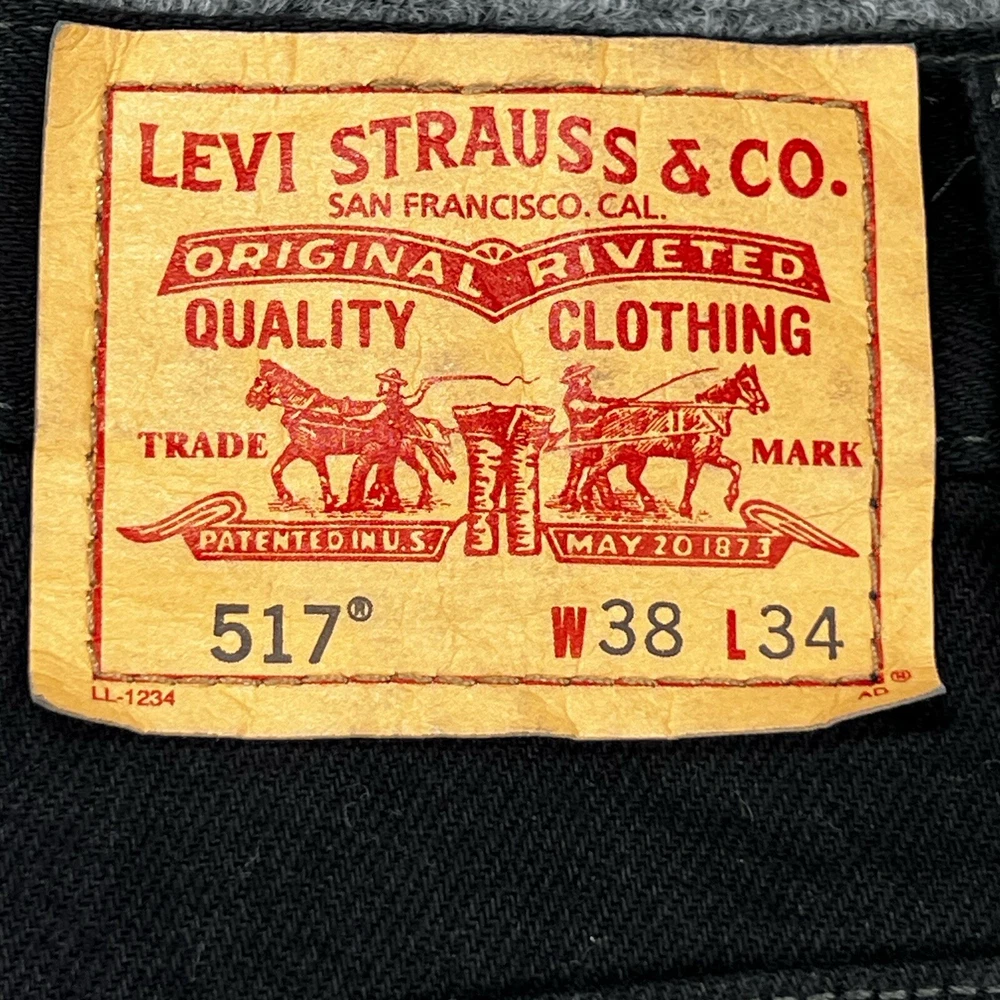 LEVI STRAUSS & CO.
SAN FRANCISCO. CAL.
ORIGINAL RIVETED
QUALITY CLOTHING
TRADE MARK
PATENTED IN U.S. MAY 20 1873
517® W38 L34
LL-1234 ®